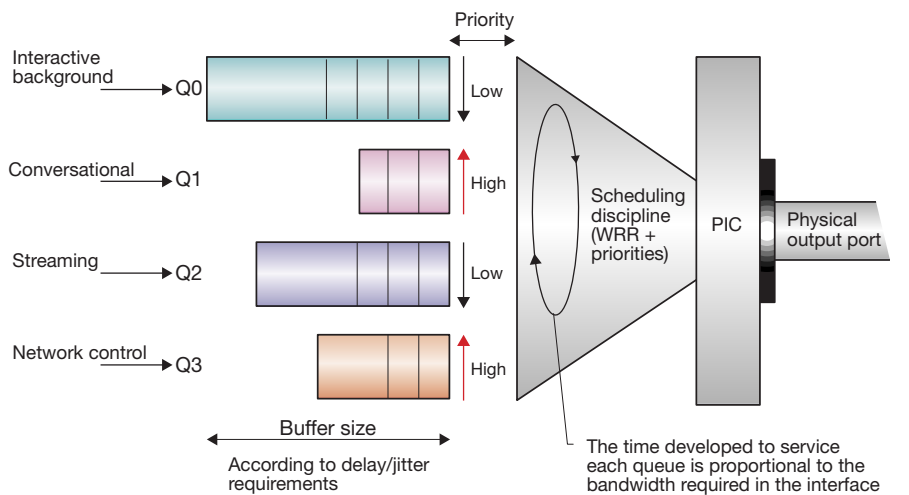 Priority
Interactive
background
Q0
Low
Conversational
Q1
High
Streaming
Q2
Low
Network control
Q3
High
Scheduling
discipline
(WRR +
priorities)
PIC
Physical
output port
Buffer size
According to delay/jitter
requirements
The time developed to service
each queue is proportional to the
bandwidth required in the interface